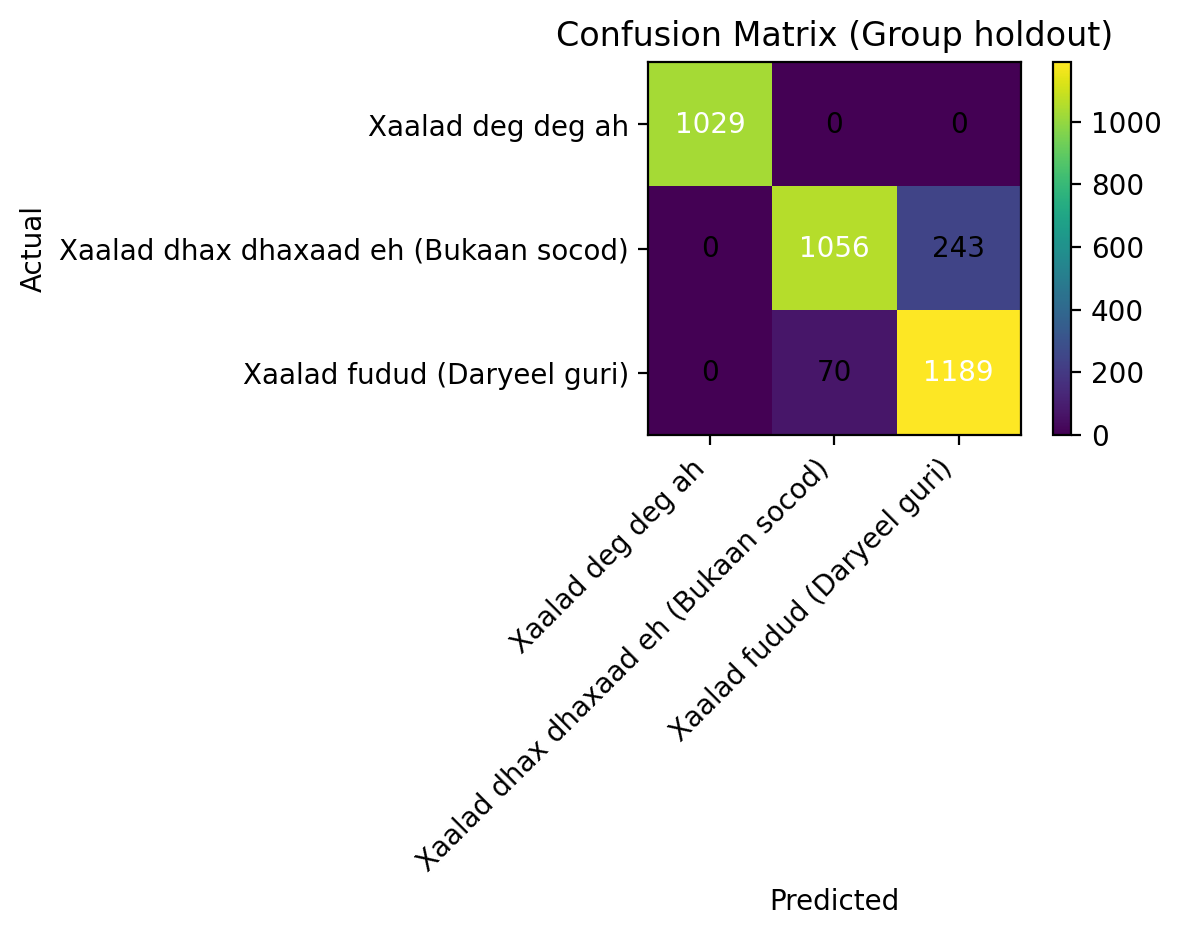 Confusion Matrix (Group holdout)
Actual
Xaalad deg deg ah
1029 0 0
Xaalad dhax dhaxaad eh (Bukaan socod)
0 1056 243
Xaalad fudud (Daryeel guri)
0 70 1189
1000
800
600
400
200
0
Xaalad deg deg ah
Xaalad dhax dhaxaad eh (Bukaan socod)
Xaalad fudud (Daryeel guri)
Predicted